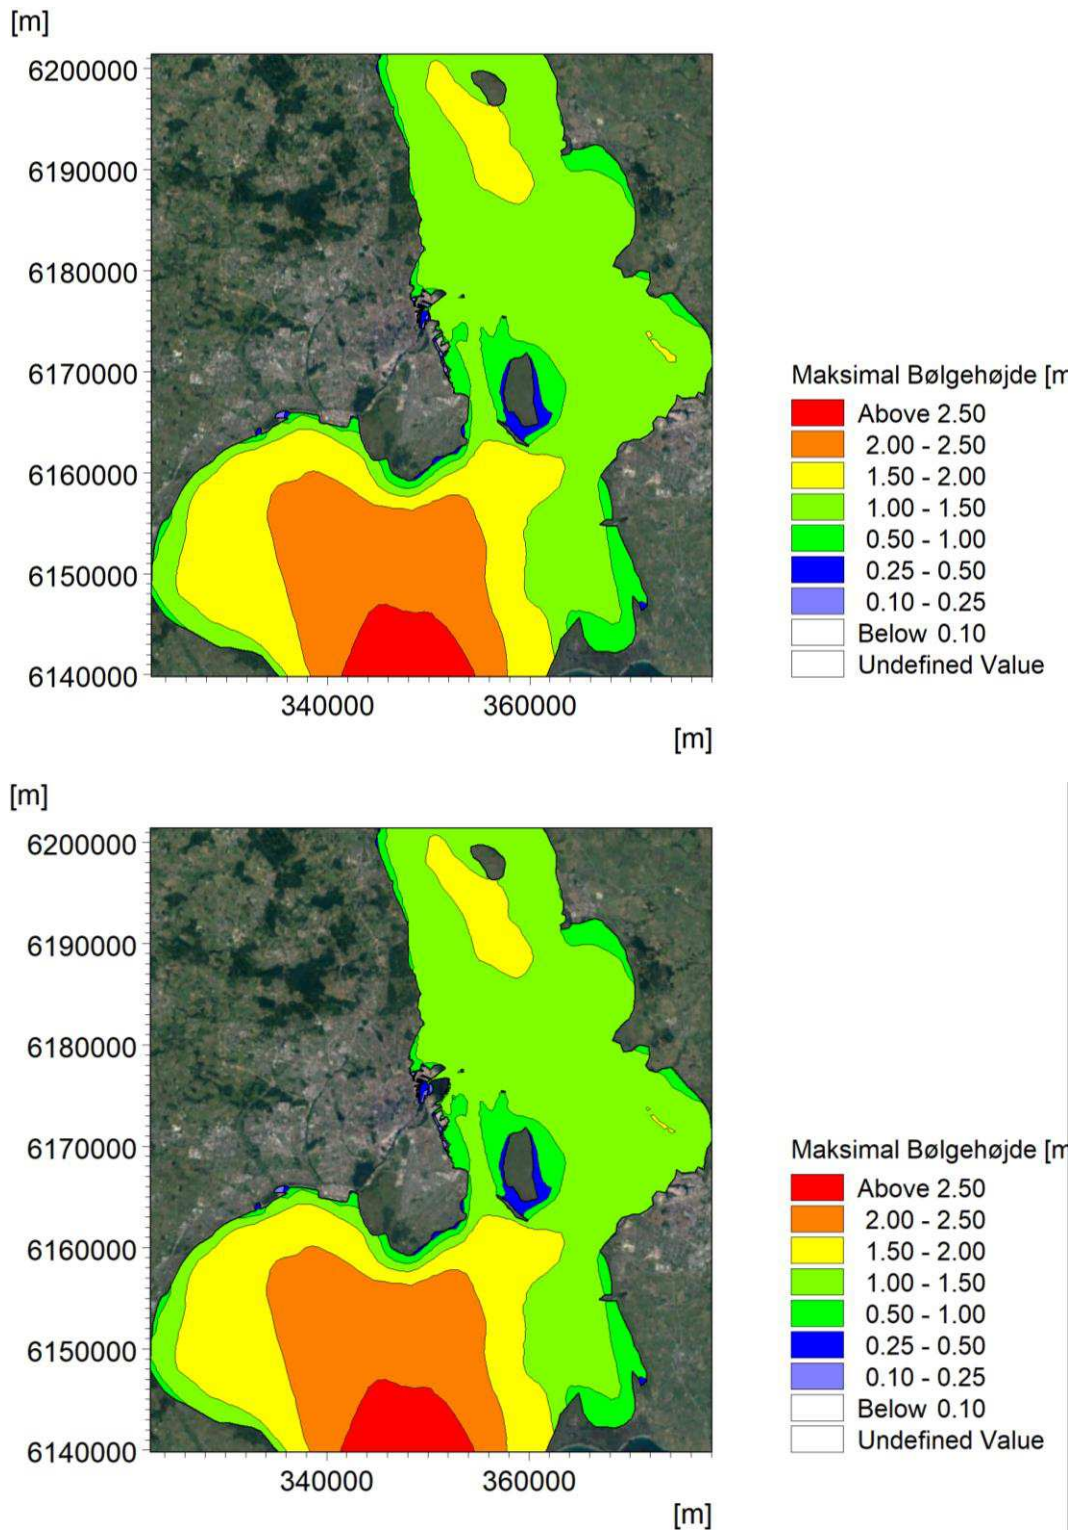 [m]
6200000
6190000
6180000
6170000
6160000
6150000
6140000
340000 360000
[m]
Maksimal Bølgehøjde [m
Above 2.50
2.00 - 2.50
1.50 - 2.00
1.00 - 1.50
0.50 - 1.00
0.25 - 0.50
0.10 - 0.25
Below 0.10
Undefined Value
[m]
6200000
6190000
6180000
6170000
6160000
6150000
6140000
340000 360000
[m]
Maksimal Bølgehøjde [m
Above 2.50
2.00 - 2.50
1.50 - 2.00
1.00 - 1.50
0.50 - 1.00
0.25 - 0.50
0.10 - 0.25
Below 0.10
Undefined Value